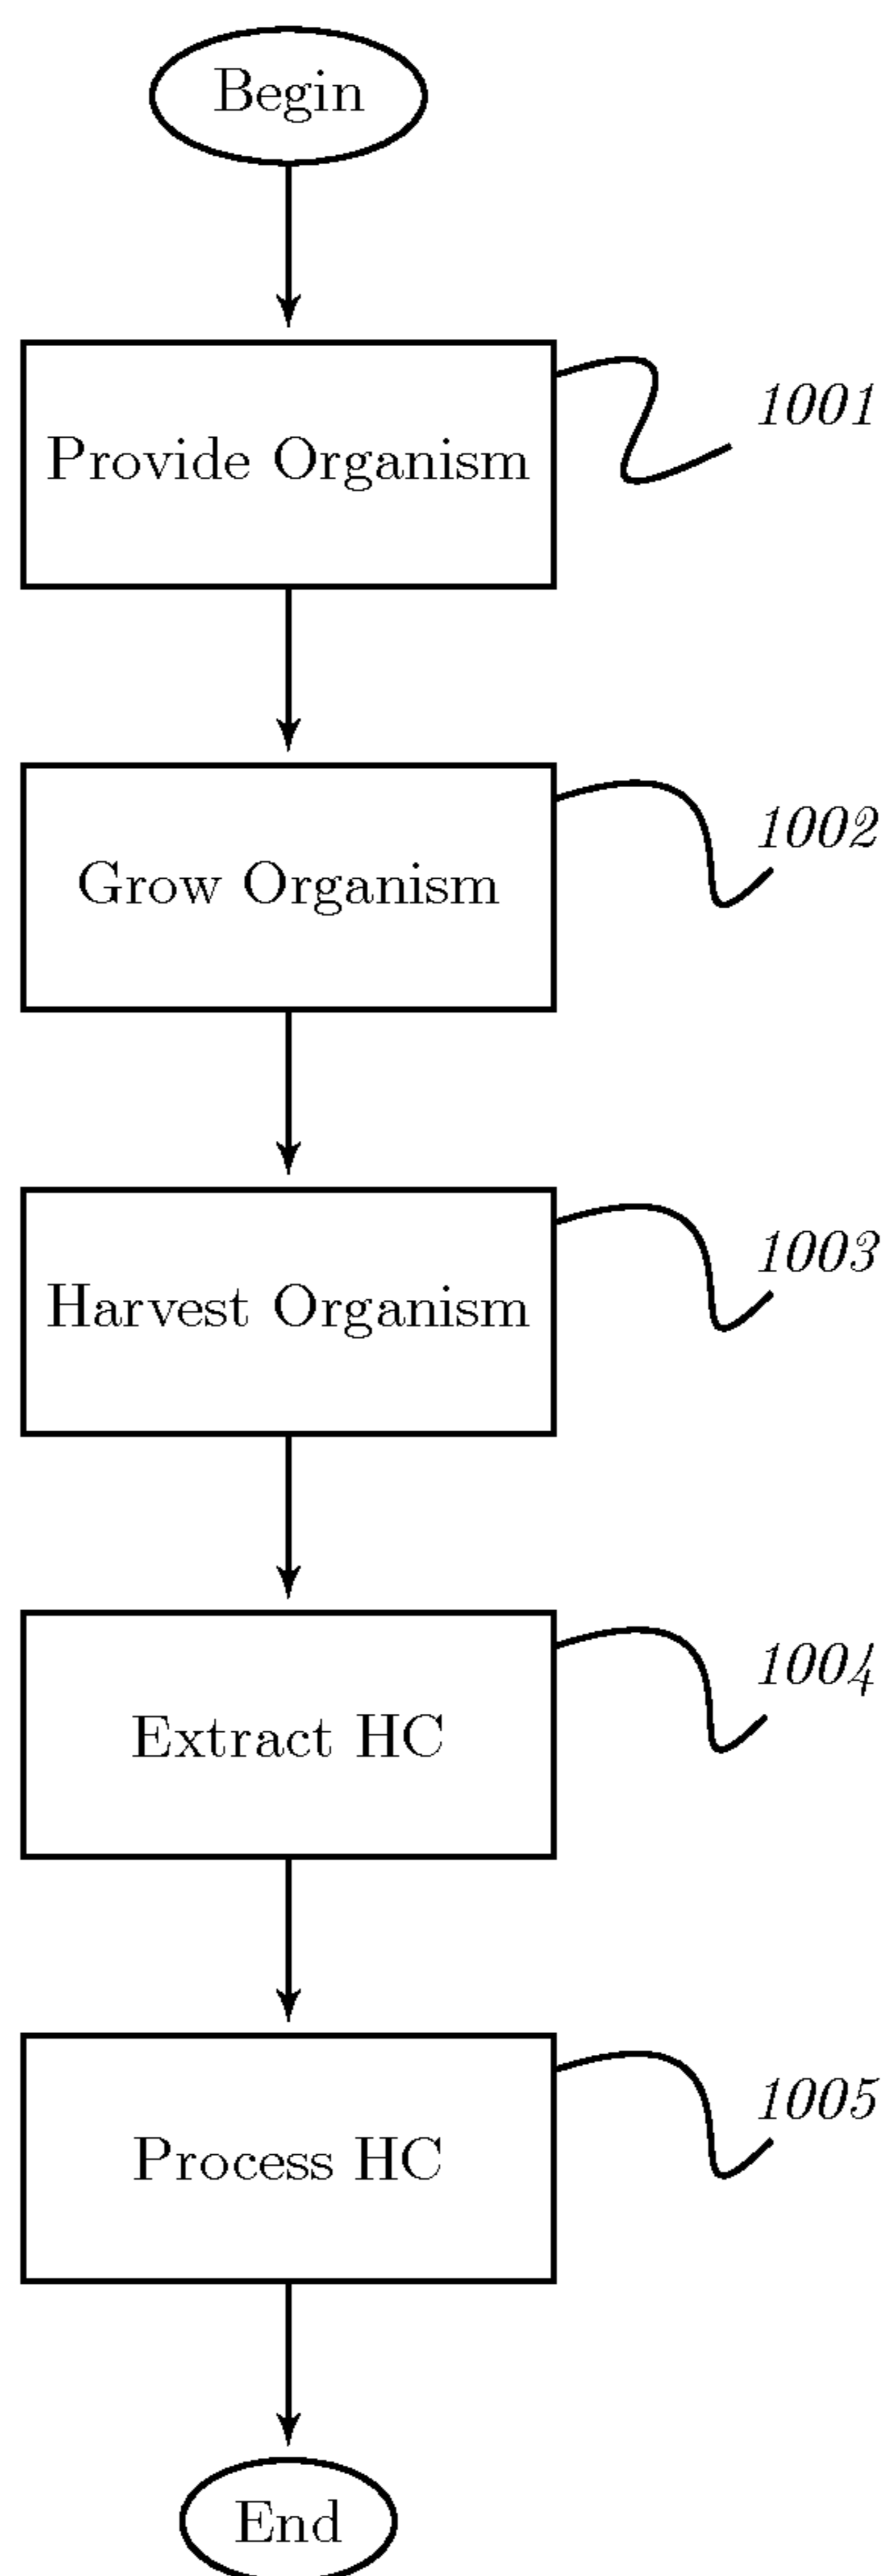 Begin
Provide Organism
1001
Grow Organism
1002
Harvest Organism
1003
Extract HC
1004
Process HC
1005
End